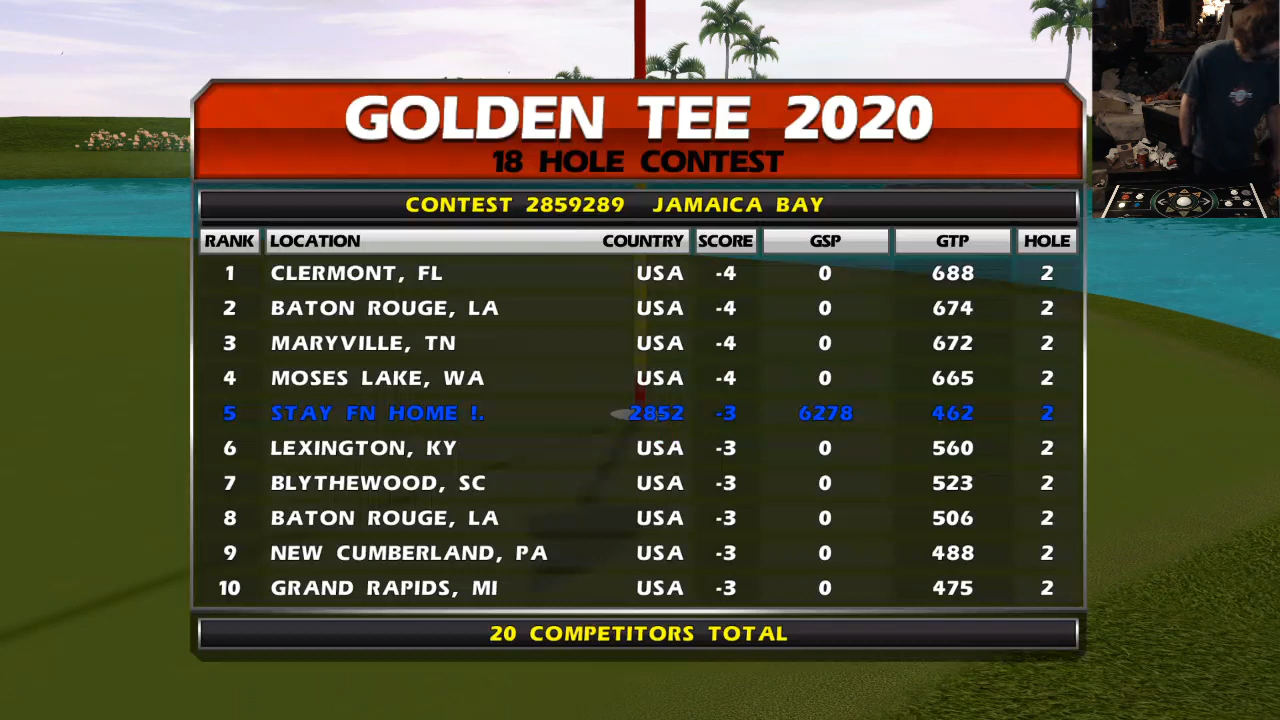 GOLDEN TEE 2020
18 HOLE CONTEST
CONTEST 2859289 JAMAICA BAY
RANK LOCATION COUNTRY SCORE GSP GTP HOLE
1 CLERMONT, FL USA -4 0 688 2
2 BATON ROUGE, LA USA -4 0 674 2
3 MARYVILLE, TN USA -4 0 672 2
4 MOSES LAKE, WA USA -4 0 665 2
5 STAY FN HOME !. 2852 -3 6278 462 2
6 LEXINGTON, KY USA -3 0 560 2
7 BLYTHEWOOD, SC USA -3 0 523 2
8 BATON ROUGE, LA USA -3 0 506 2
9 NEW CUMBERLAND, PA USA -3 0 488 2
10 GRAND RAPIDS, MI USA -3 0 475 2
20 COMPETITORS TOTAL